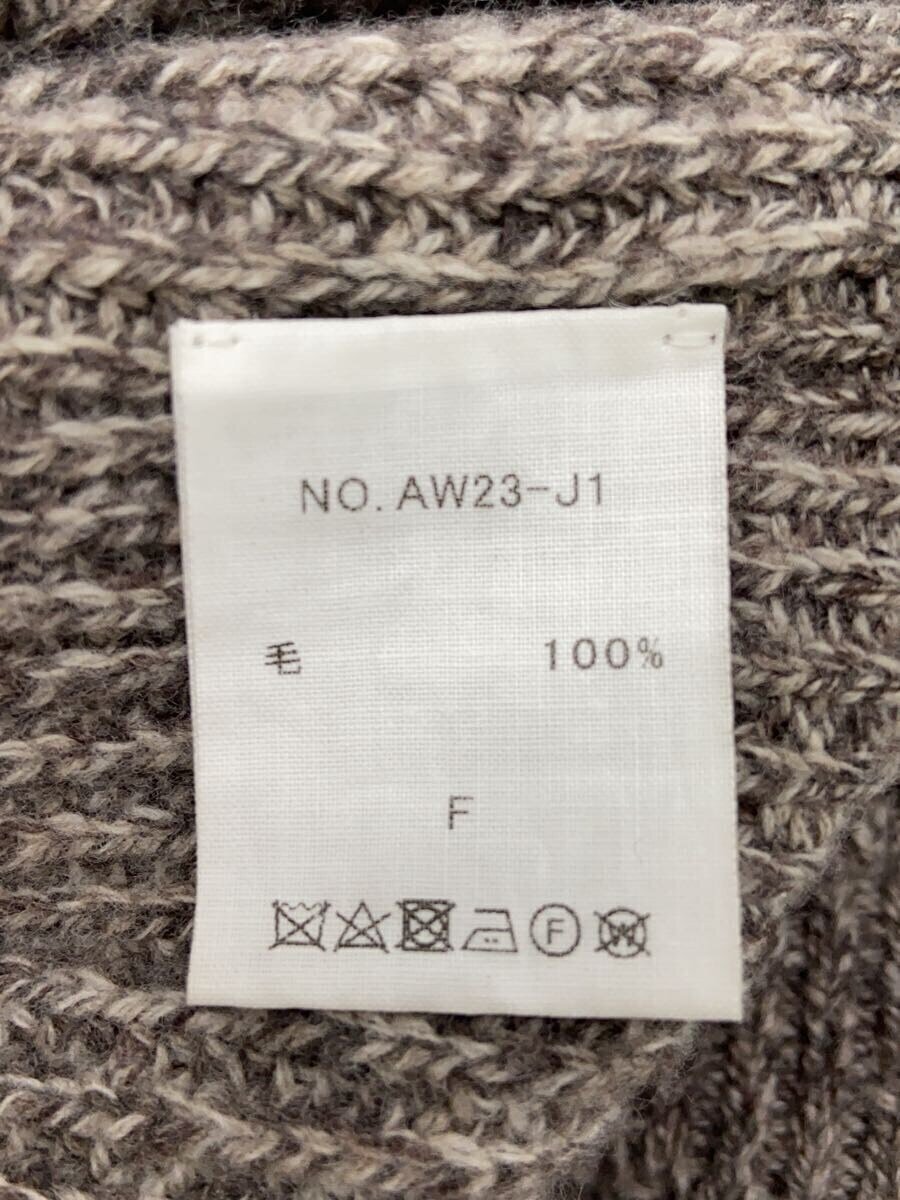 NO. AW23-J1
毛 100%
F
F W